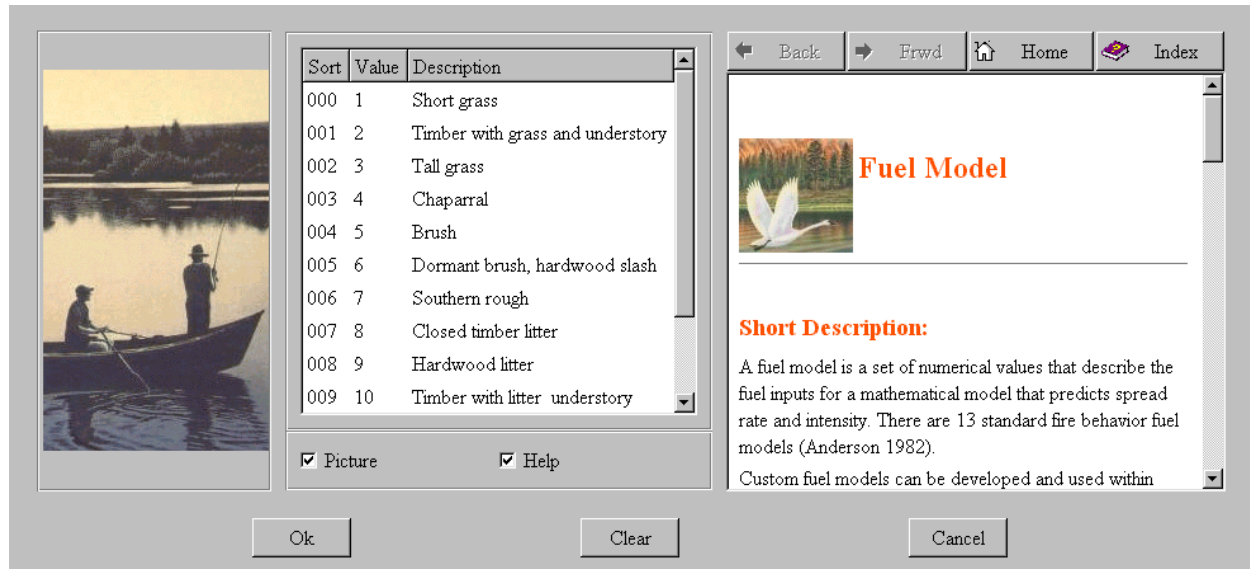 Sort Value Description
000 1 Short grass
001 2 Timber with grass and understory
002 3 Tall grass
003 4 Chaparral
004 5 Brush
005 6 Dormant brush, hardwood slash
006 7 Southern rough
007 8 Closed timber litter
008 9 Hardwood litter
009 10 Timber with litter understory
Picture Help
Back Frwd Home Index
Fuel Model
Short Description:
A fuel model is a set of numerical values that describe the
fuel inputs for a mathematical model that predicts spread
rate and intensity. There are 13 standard fire behavior fuel
models (Anderson 1982).
Custom fuel models can be developed and used within
Ok Clear Cancel